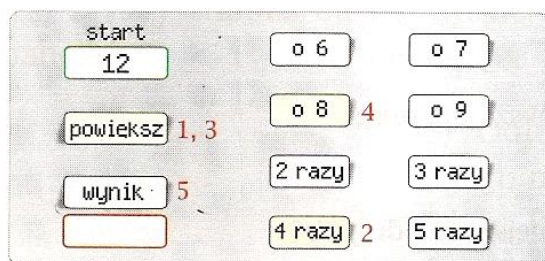 start
12
o 6
o 7
powiększ 1, 3
o 8 4
o 9
wynik 5
2 razy
3 razy
4 razy 2
5 razy